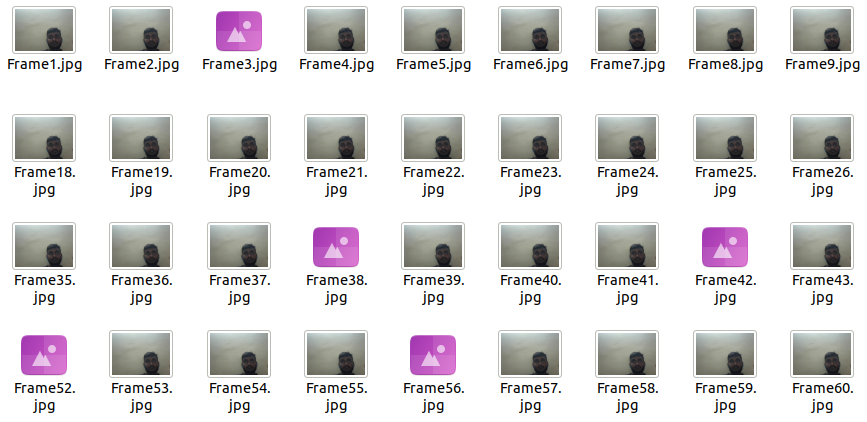 Frame1.jpg Frame2.jpg Frame3.jpg Frame4.jpg Frame5.jpg Frame6.jpg Frame7.jpg Frame8.jpg Frame9.jpg
Frame18. Frame19. Frame20. Frame21. Frame22. Frame23. Frame24. Frame25. Frame26.
jpg jpg jpg jpg jpg jpg jpg jpg jpg
Frame35. Frame36. Frame37. Frame38. Frame39. Frame40. Frame41. Frame42. Frame43.
jpg jpg jpg jpg jpg jpg jpg jpg jpg
Frame52. Frame53. Frame54. Frame55. Frame56. Frame57. Frame58. Frame59. Frame60.
jpg jpg jpg jpg jpg jpg jpg jpg jpg